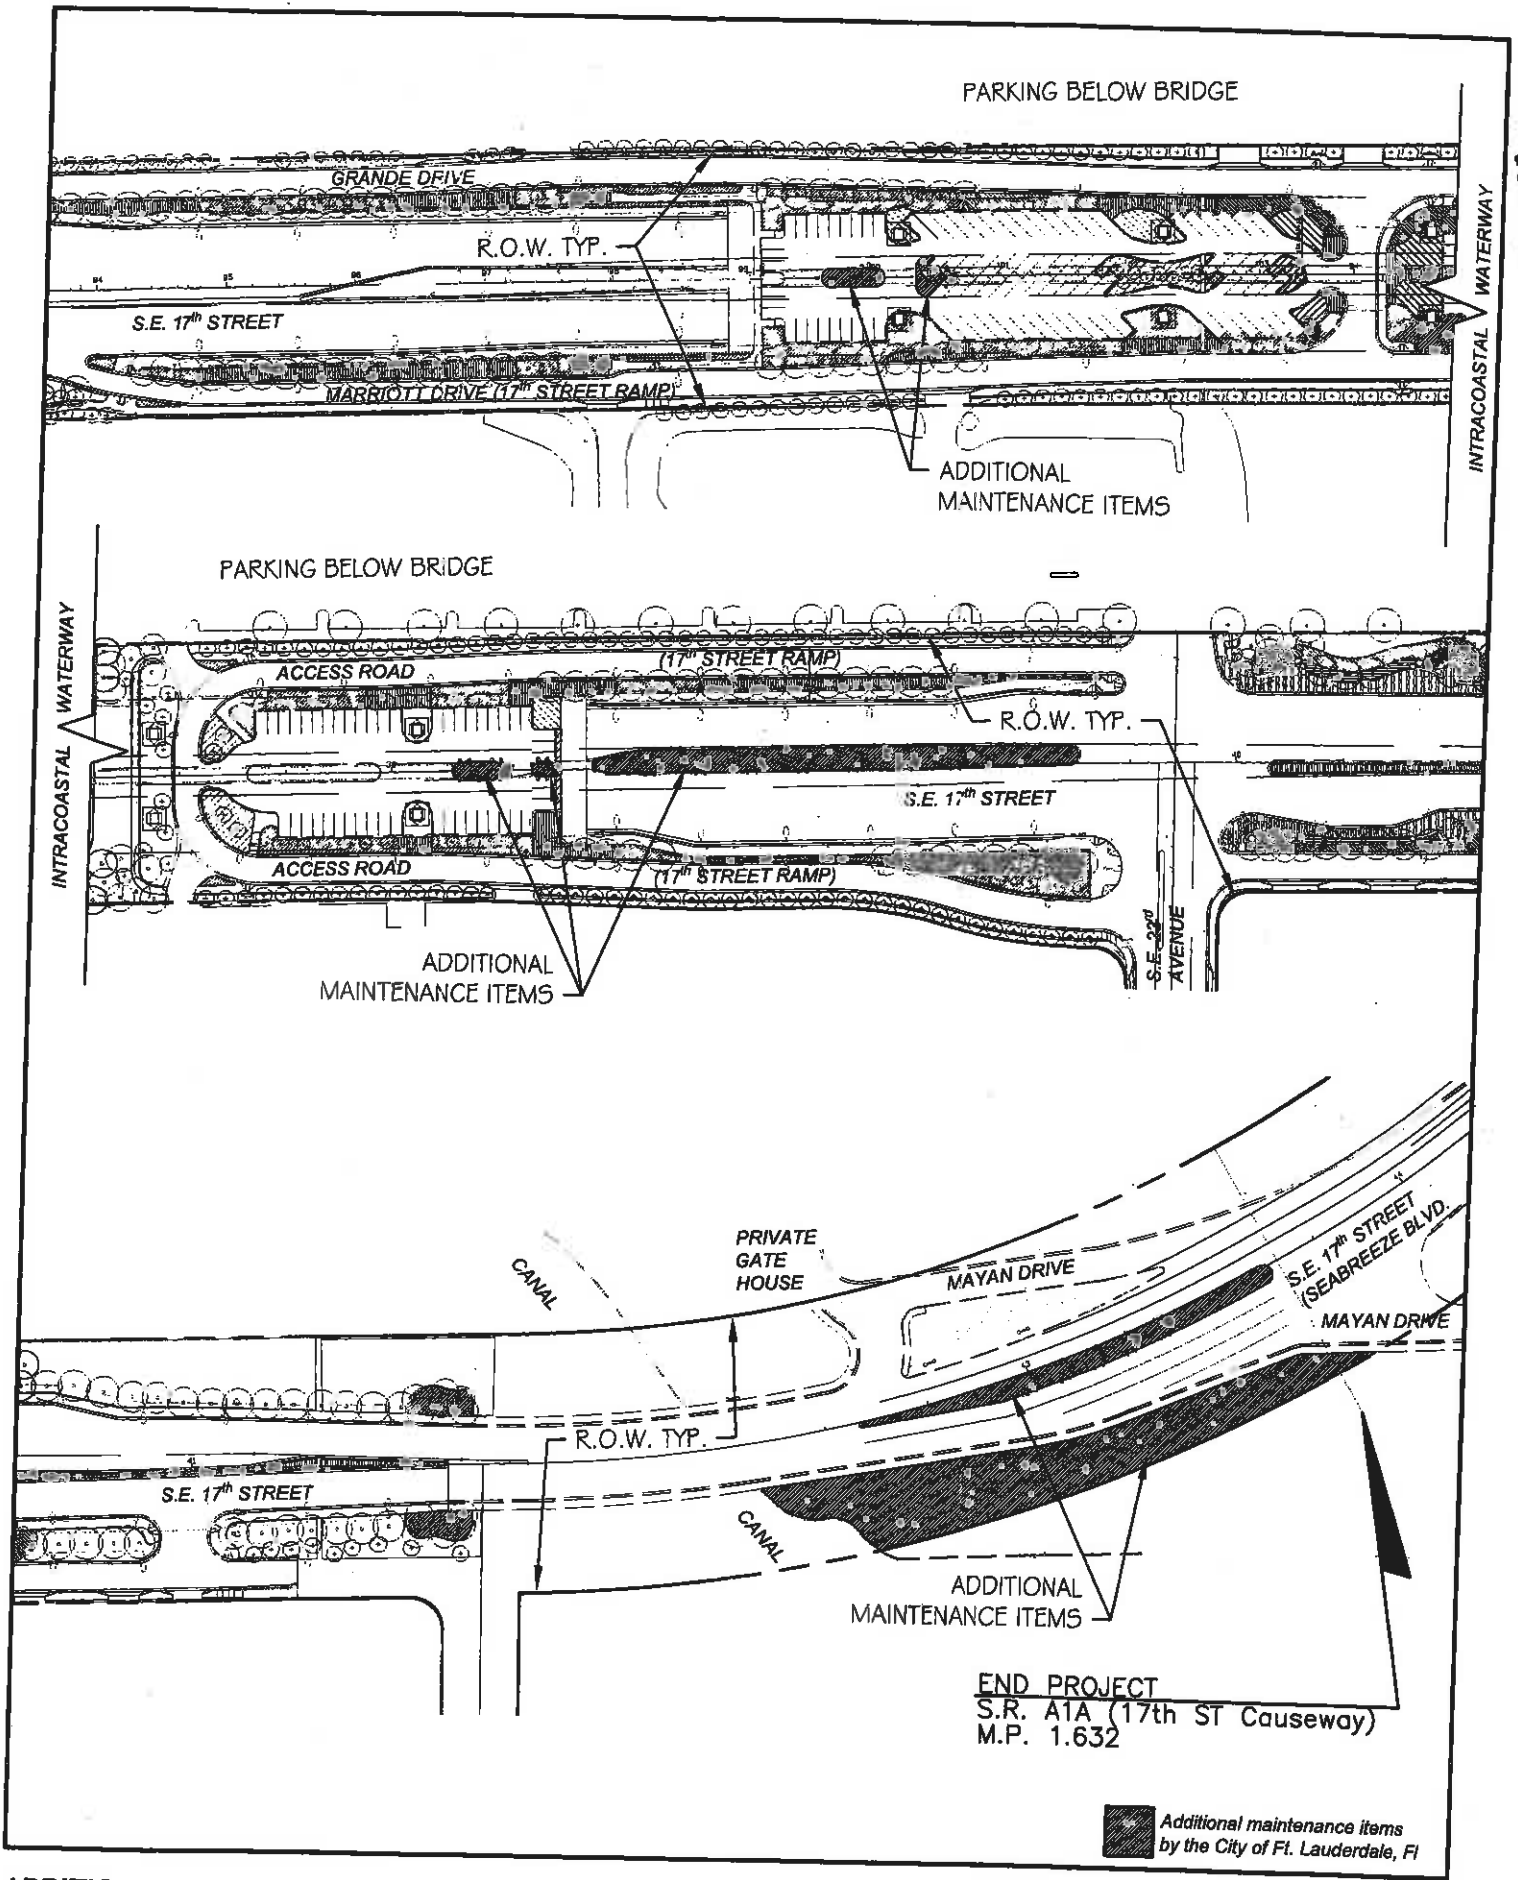 PARKING BELOW BRIDGE
GRANDE DRIVE
R.O.W. TYP.
S.E. 17th STREET
MARRIOTT DRIVE (17th STREET RAMP)
INTRACOASTAL WATERWAY
ADDITIONAL
MAINTENANCE ITEMS
PARKING BELOW BRIDGE
INTRACOASTAL WATERWAY
ACCESS ROAD
(17th STREET RAMP)
R.O.W. TYP.
S.E. 17th STREET
ACCESS ROAD
(17th STREET RAMP)
S.E. 22nd
AVENUE
ADDITIONAL
MAINTENANCE ITEMS
CANAL
PRIVATE
GATE
HOUSE
MAYAN DRIVE
S.E. 17th STREET
(SEABREEZE BLVD.
MAYAN DRIVE
R.O.W. TYP.
S.E. 17th STREET
CANAL
ADDITIONAL
MAINTENANCE ITEMS
END PROJECT
S.R. A1A (17th ST Causeway)
M.P. 1.632
Additional maintenance items
by the City of Ft. Lauderdale, Fl